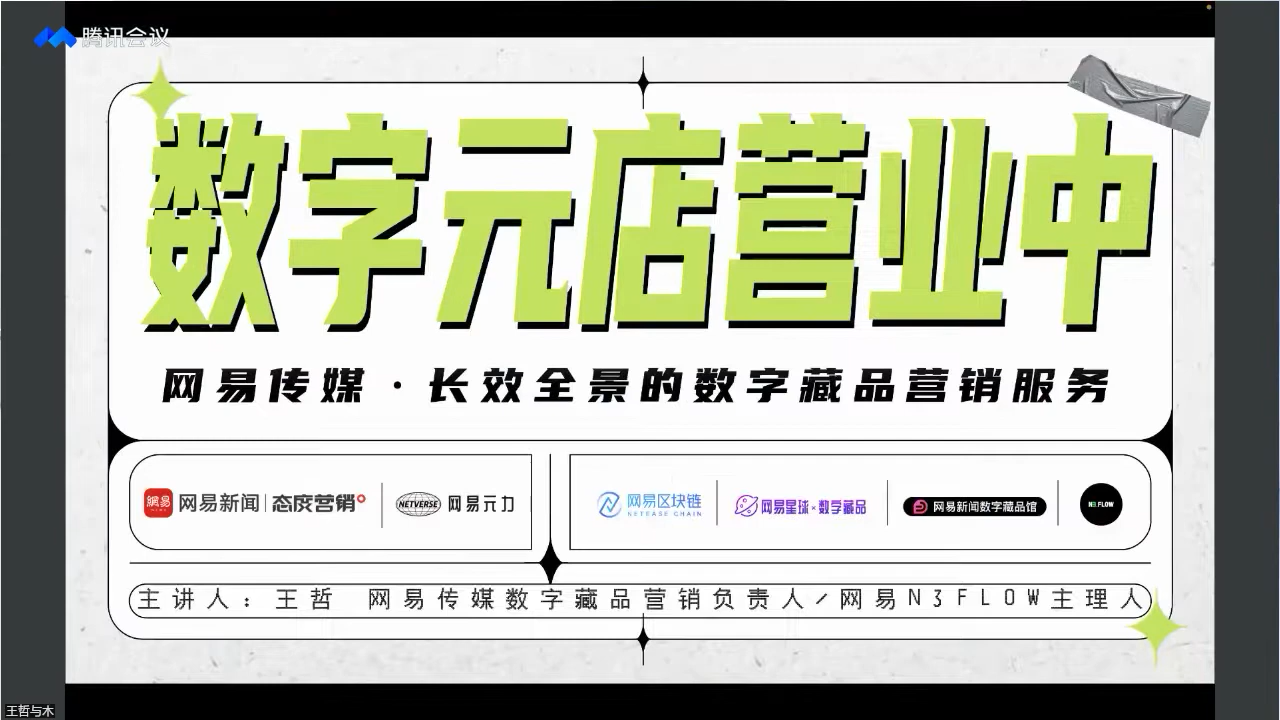 腾讯会议
数字元店营业中
网易传媒·长效全景的数字藏品营销服务
網易 网易新闻 态度营销 NETVERSE 网易元力 网易区块链 网易星球×数字藏品 网易新闻数字藏品馆 N3 FLOW
NETEASE CHAIN
主讲人：王哲 网易传媒数字藏品营销负责人/网易N3FLOW主理人
王哲与木